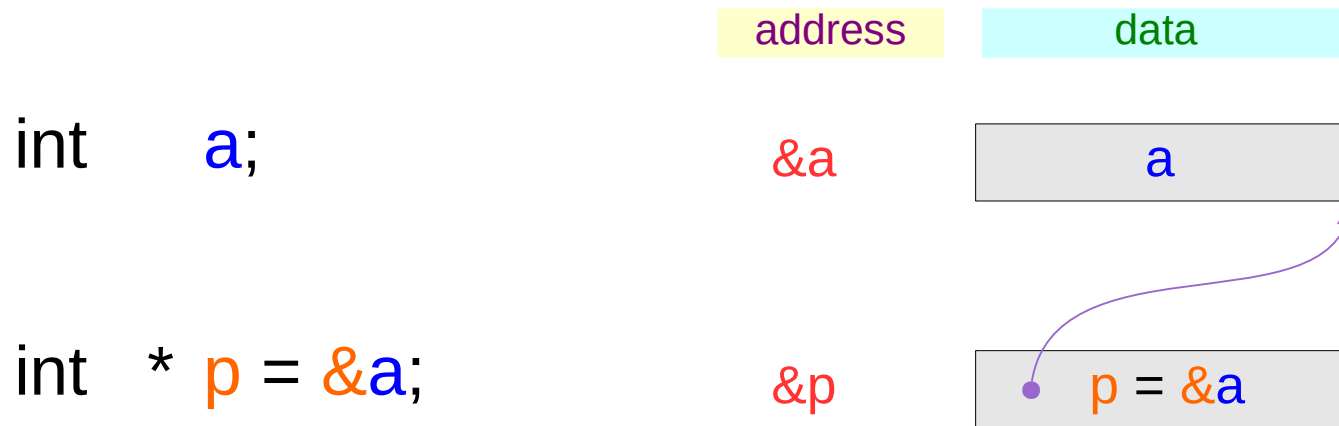 address data
int a; &a a
int * p = &a; &p p = &a